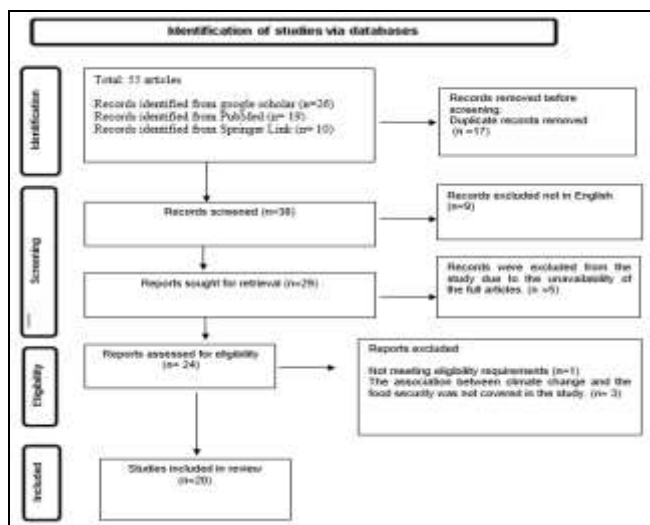 Identification of studies via databases
Identification
Total: 55 articles
Records identified from google scholar (n=26)
Records identified from PubMed (n= 19)
Records identified from Springer Link (n= 10)
Records removed before
screening:
Duplicate records removed
(n =17)
Screening
Records screened (n=38)
Records excluded not in English
(n=9)
Reports sought for retrieval (n=29)
Records were excluded from the
study due to the unavailability of
the full articles. (n =5)
Eligibility
Reports assessed for eligibility
(n= 24)
Reports excluded
Not meeting eligibility requirements (n=1)
The association between climate change and the
food security was not covered in the study. (n= 3)
Included
Studies included in review
(n=20)